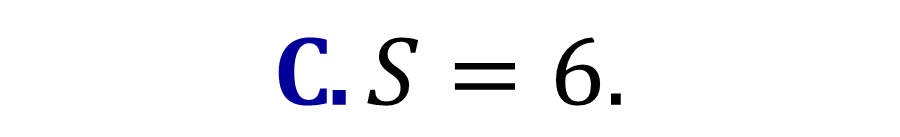 C. S = 6.